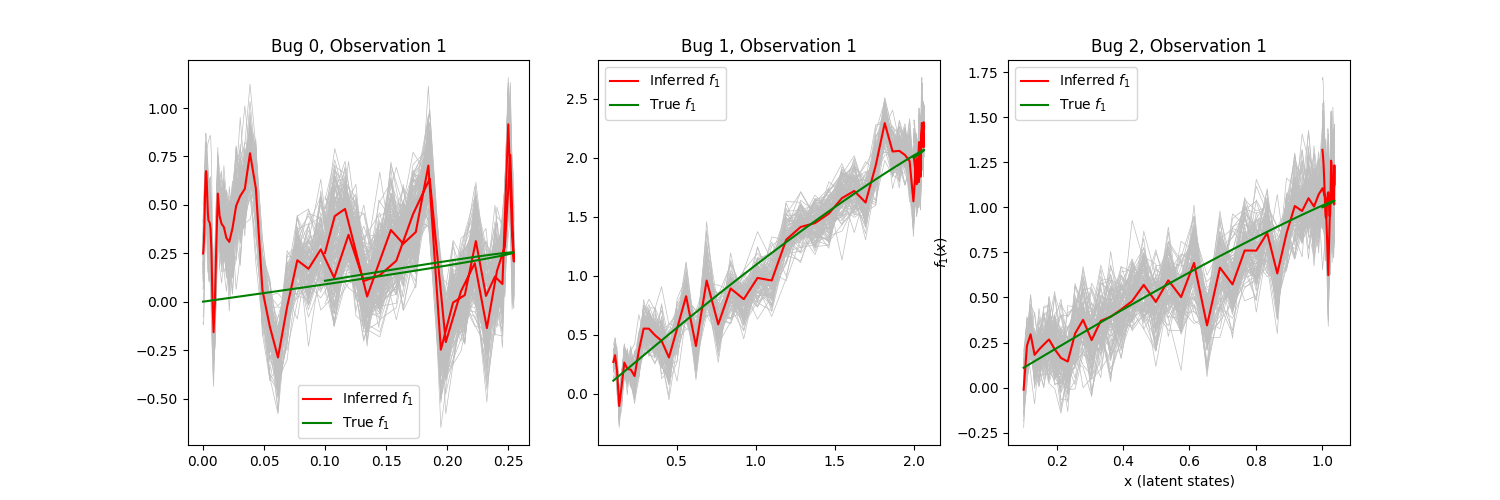 Bug 0, Observation 1
1.00
0.75
0.50
0.25
0.00
−0.25
−0.50
Inferred f₁
True f₁
0.00 0.05 0.10 0.15 0.20 0.25
Bug 1, Observation 1
Inferred f₁
True f₁
2.5
2.0
1.5
1.0
0.5
0.0
0.5 1.0 1.5 2.0
Bug 2, Observation 1
Inferred f₁
True f₁
f₁(x)
1.75
1.50
1.25
1.00
0.75
0.50
0.25
0.00
−0.25
0.2 0.4 0.6 0.8 1.0
x (latent states)